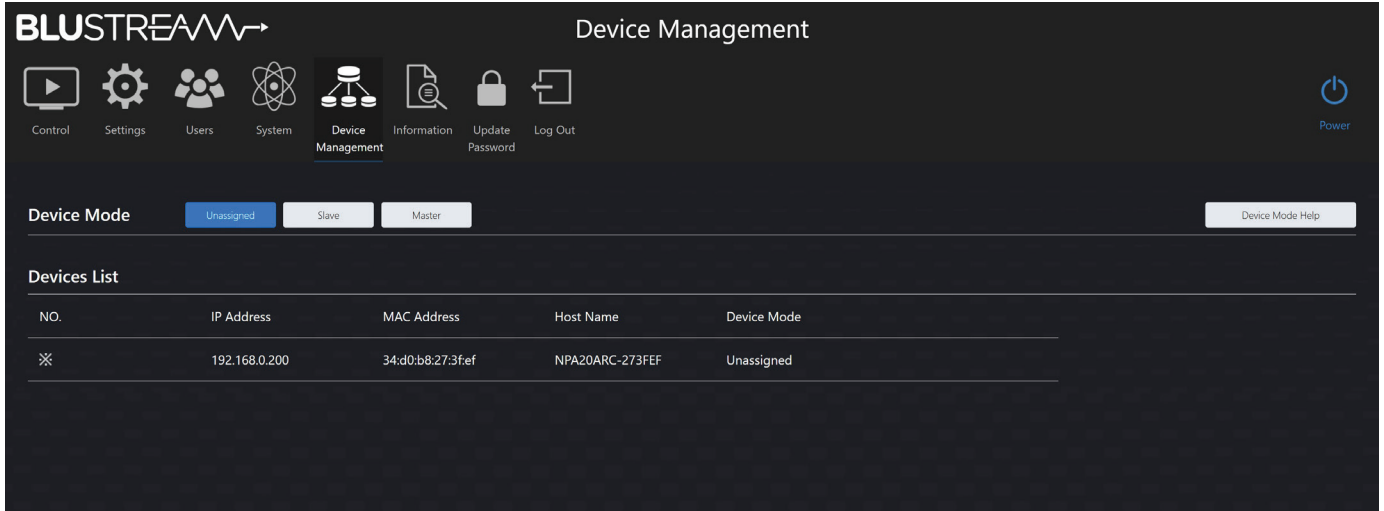 BLUSTREAM
Device Management
Control
Settings
Users
System
Device
Management
Information
Update
Password
Log Out
Power
Device Mode
Unassigned
Slave
Master
Device Mode Help
Devices List
NO. IP Address MAC Address Host Name Device Mode
※ 192.168.0.200 34:d0:b8:27:3f:ef NPA20ARC-273FEF Unassigned